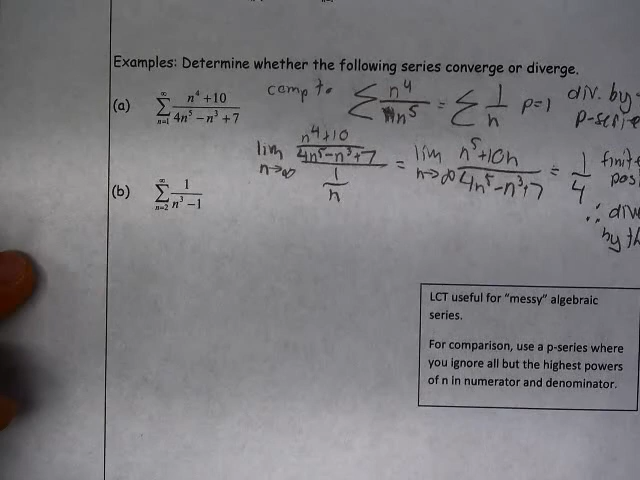 Examples: Determine whether the following series converge or diverge.
(a) ∑_{n=1}^{∞} (n⁴ + 10)/(4n⁵ − n³ + 7) comp to ∑ n⁴/n⁵ = ∑ 1/n p=1 div. by
p-serie
lim_{n→∞} ((n⁴+10)/(4n⁵−n³+7))/(1/n) = lim_{n→∞} (n⁵+10n)/(4n⁵−n³+7) = 1/4 finite
pos
∴ dive
by th
(b) ∑_{n=2}^{∞} 1/(n³ − 1)
LCT useful for "messy" algebraic
series.
For comparison, use a p-series where
you ignore all but the highest powers
of n in numerator and denominator.